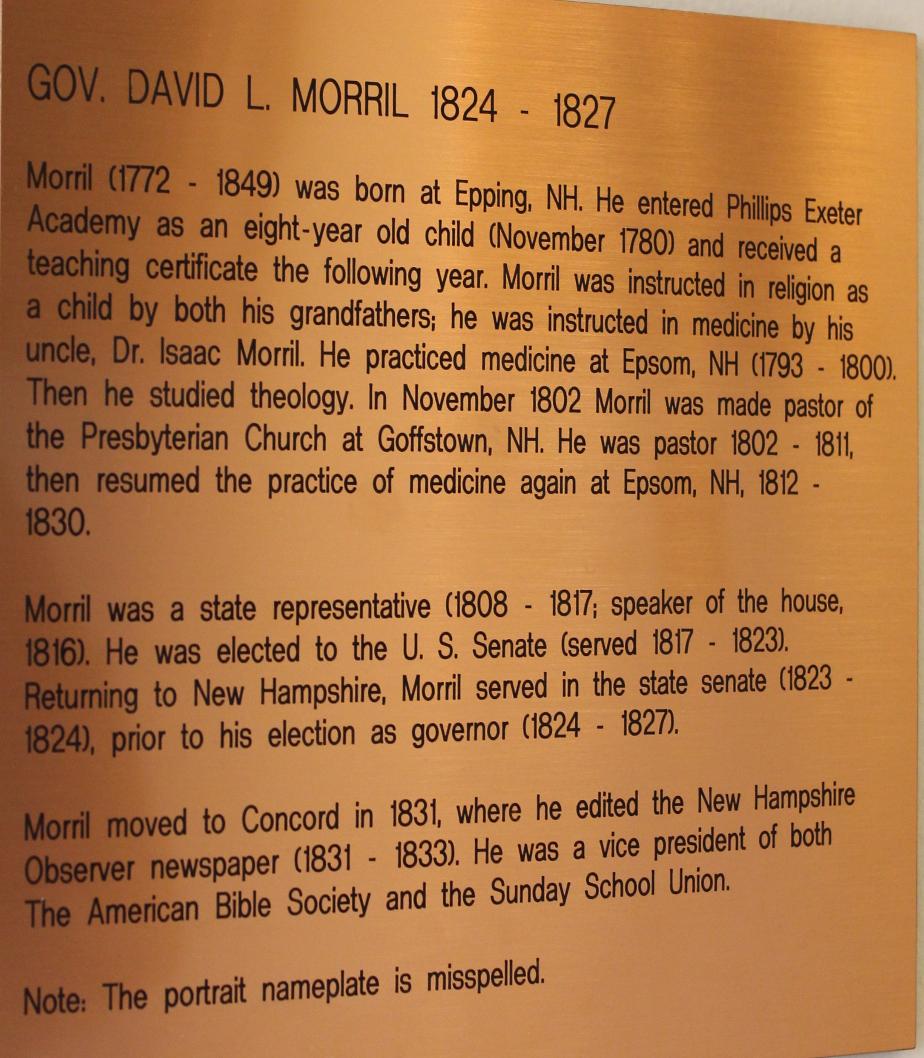 GOV. DAVID L. MORRIL 1824 - 1827
Morril (1772 - 1849) was born at Epping, NH. He entered Phillips Exeter
Academy as an eight-year old child (November 1780) and received a
teaching certificate the following year. Morril was instructed in religion as
a child by both his grandfathers; he was instructed in medicine by his
uncle, Dr. Isaac Morril. He practiced medicine at Epsom, NH (1793 - 1800).
Then he studied theology. In November 1802 Morril was made pastor of
the Presbyterian Church at Goffstown, NH. He was pastor 1802 - 1811,
then resumed the practice of medicine again at Epsom, NH, 1812 -
1830.
Morril was a state representative (1808 - 1817; speaker of the house,
1816). He was elected to the U. S. Senate (served 1817 - 1823).
Returning to New Hampshire, Morril served in the state senate (1823 -
1824), prior to his election as governor (1824 - 1827).
Morril moved to Concord in 1831, where he edited the New Hampshire
Observer newspaper (1831 - 1833). He was a vice president of both
The American Bible Society and the Sunday School Union.
Note: The portrait nameplate is misspelled.